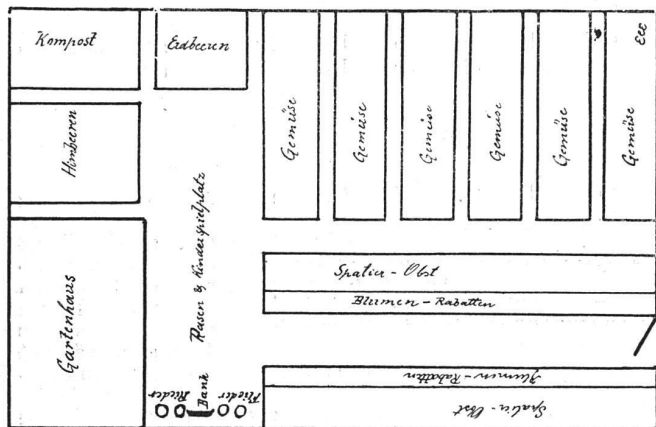 Kompost
Erdbeeren
Himbeeren
Gartenhaus
Rasen & Kinderspielplatz
Bank
Flieder
Gemüse
Gemüse
Gemüse
Gemüse
Gemüse
Gemüse
Spalier - Obst
Blumen - Rabatten
Blumen - Rabatten
Spalier - Obst